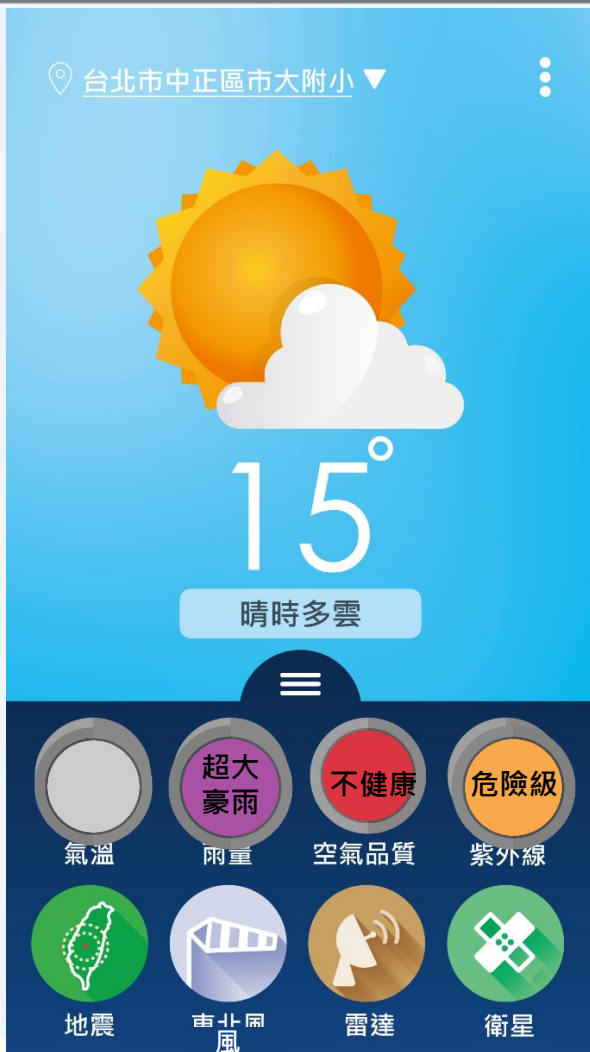 台北市中正區市大附小
15°
晴時多雲
超大
豪雨
不健康
危險級
氣溫
雨量
空氣品質
紫外線
地震
東北風
風
雷達
衛星